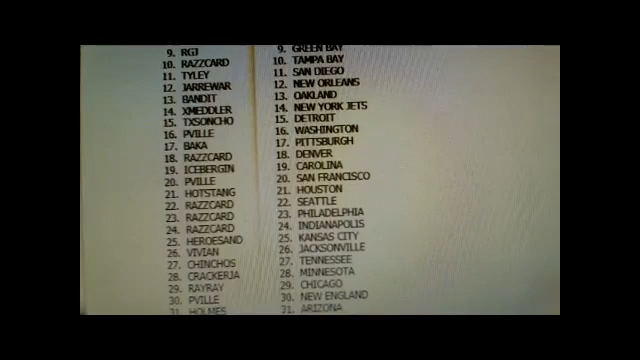 9. RGJ
10. RAZZCARD
11. TYLEY
12. JARREWAR
13. BANDIT
14. XMEDDLER
15. TXSONCHO
16. PVILLE
17. BAKA
18. RAZZCARD
19. ICEBERGIN
20. PVILLE
21. HOTSTANG
22. RAZZCARD
23. RAZZCARD
24. RAZZCARD
25. HEROESAND
26. VIVIAN
27. CHINCHOS
28. CRACKERJA
29. RAYRAY
30. PVILLE
31. HOLMES
9. GREEN BAY
10. TAMPA BAY
11. SAN DIEGO
12. NEW ORLEANS
13. OAKLAND
14. NEW YORK JETS
15. DETROIT
16. WASHINGTON
17. PITTSBURGH
18. DENVER
19. CAROLINA
20. SAN FRANCISCO
21. HOUSTON
22. SEATTLE
23. PHILADELPHIA
24. INDIANAPOLIS
25. KANSAS CITY
26. JACKSONVILLE
27. TENNESSEE
28. MINNESOTA
29. CHICAGO
30. NEW ENGLAND
31. ARIZONA